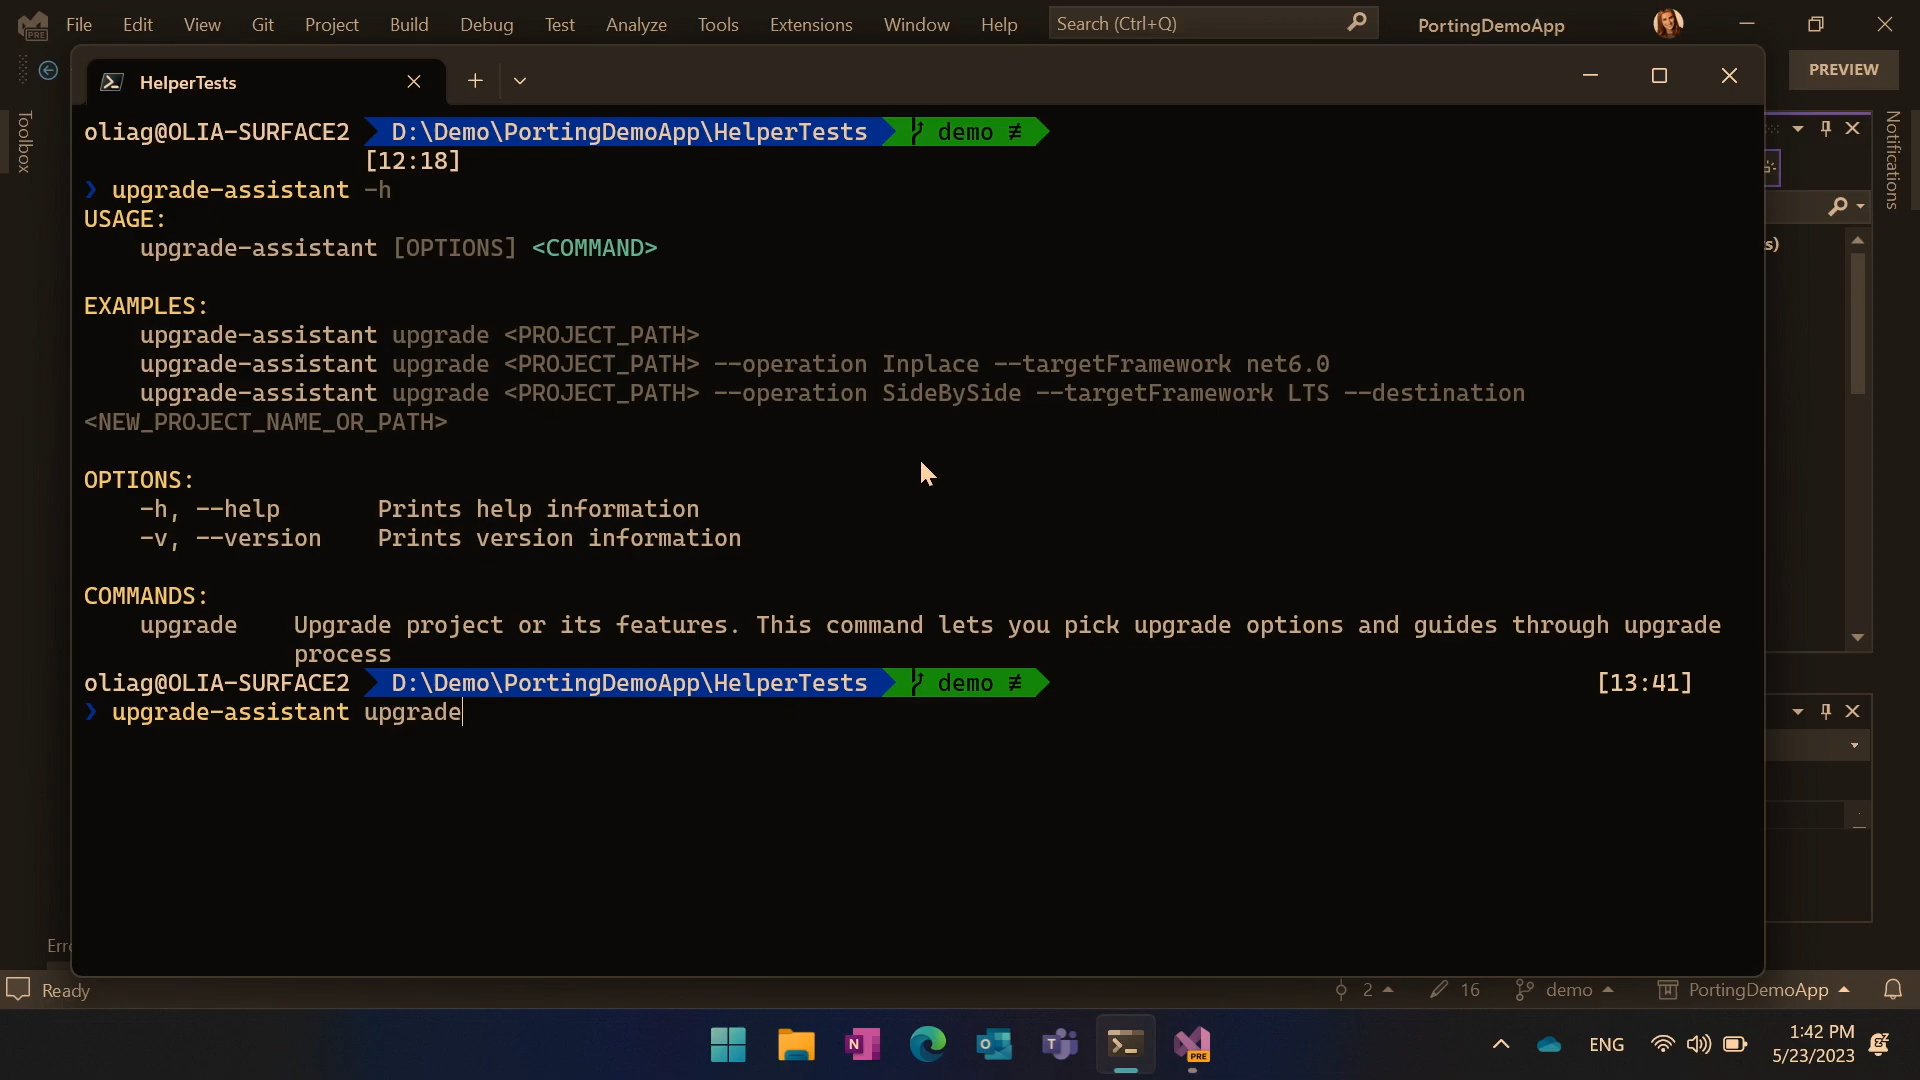 File Edit View Git Project Build Debug Test Analyze Tools Extensions Window Help Search (Ctrl+Q) PortingDemoApp
PRE
HelperTests
PREVIEW
Toolbox
Notifications
oliag@OLIA-SURFACE2 D:\Demo\PortingDemoApp\HelperTests demo ≢
[12:18]
❯ upgrade-assistant -h
USAGE:
upgrade-assistant [OPTIONS] <COMMAND>
EXAMPLES:
upgrade-assistant upgrade <PROJECT_PATH>
upgrade-assistant upgrade <PROJECT_PATH> --operation Inplace --targetFramework net6.0
upgrade-assistant upgrade <PROJECT_PATH> --operation SideBySide --targetFramework LTS --destination
<NEW_PROJECT_NAME_OR_PATH>
OPTIONS:
-h, --help Prints help information
-v, --version Prints version information
COMMANDS:
upgrade Upgrade project or its features. This command lets you pick upgrade options and guides through upgrade
process
oliag@OLIA-SURFACE2 D:\Demo\PortingDemoApp\HelperTests demo ≢ [13:41]
❯ upgrade-assistant upgrade
Ready 2 16 demo PortingDemoApp
N O T PRE ENG 1:42 PM
5/23/2023